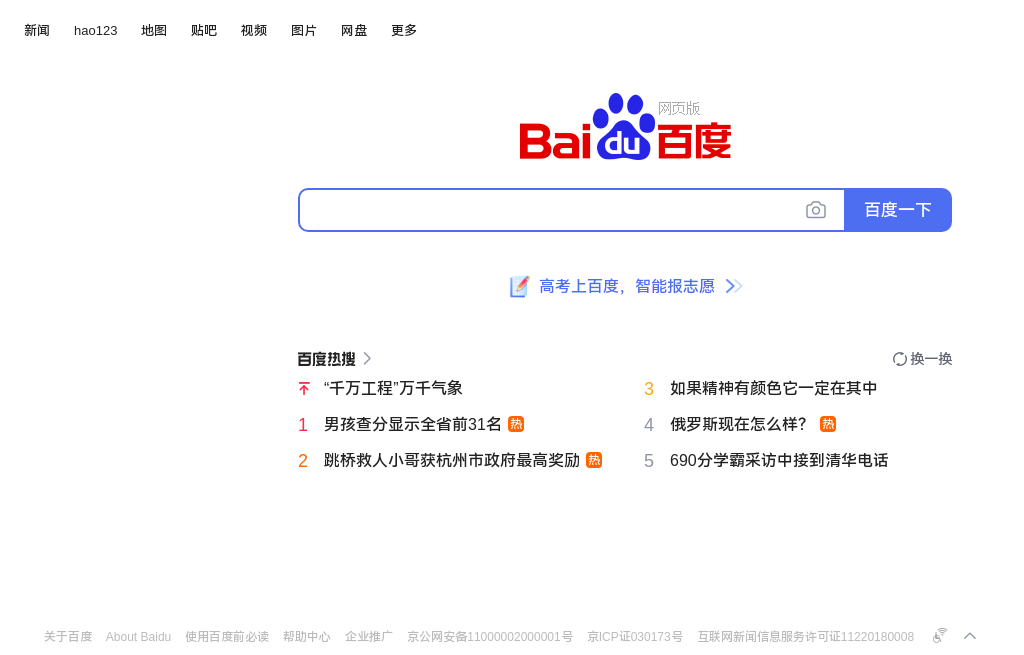 新闻 hao123 地图 贴吧 视频 图片 网盘 更多
网页版
Bai du 百度
百度一下
高考上百度，智能报志愿
百度热搜 换一换
“千万工程”万千气象
1 男孩查分显示全省前31名 热
2 跳桥救人小哥获杭州市政府最高奖励 热
3 如果精神有颜色它一定在其中
4 俄罗斯现在怎么样？ 热
5 690分学霸采访中接到清华电话
关于百度 About Baidu 使用百度前必读 帮助中心 企业推广 京公网安备11000002000001号 京ICP证030173号 互联网新闻信息服务许可证11220180008